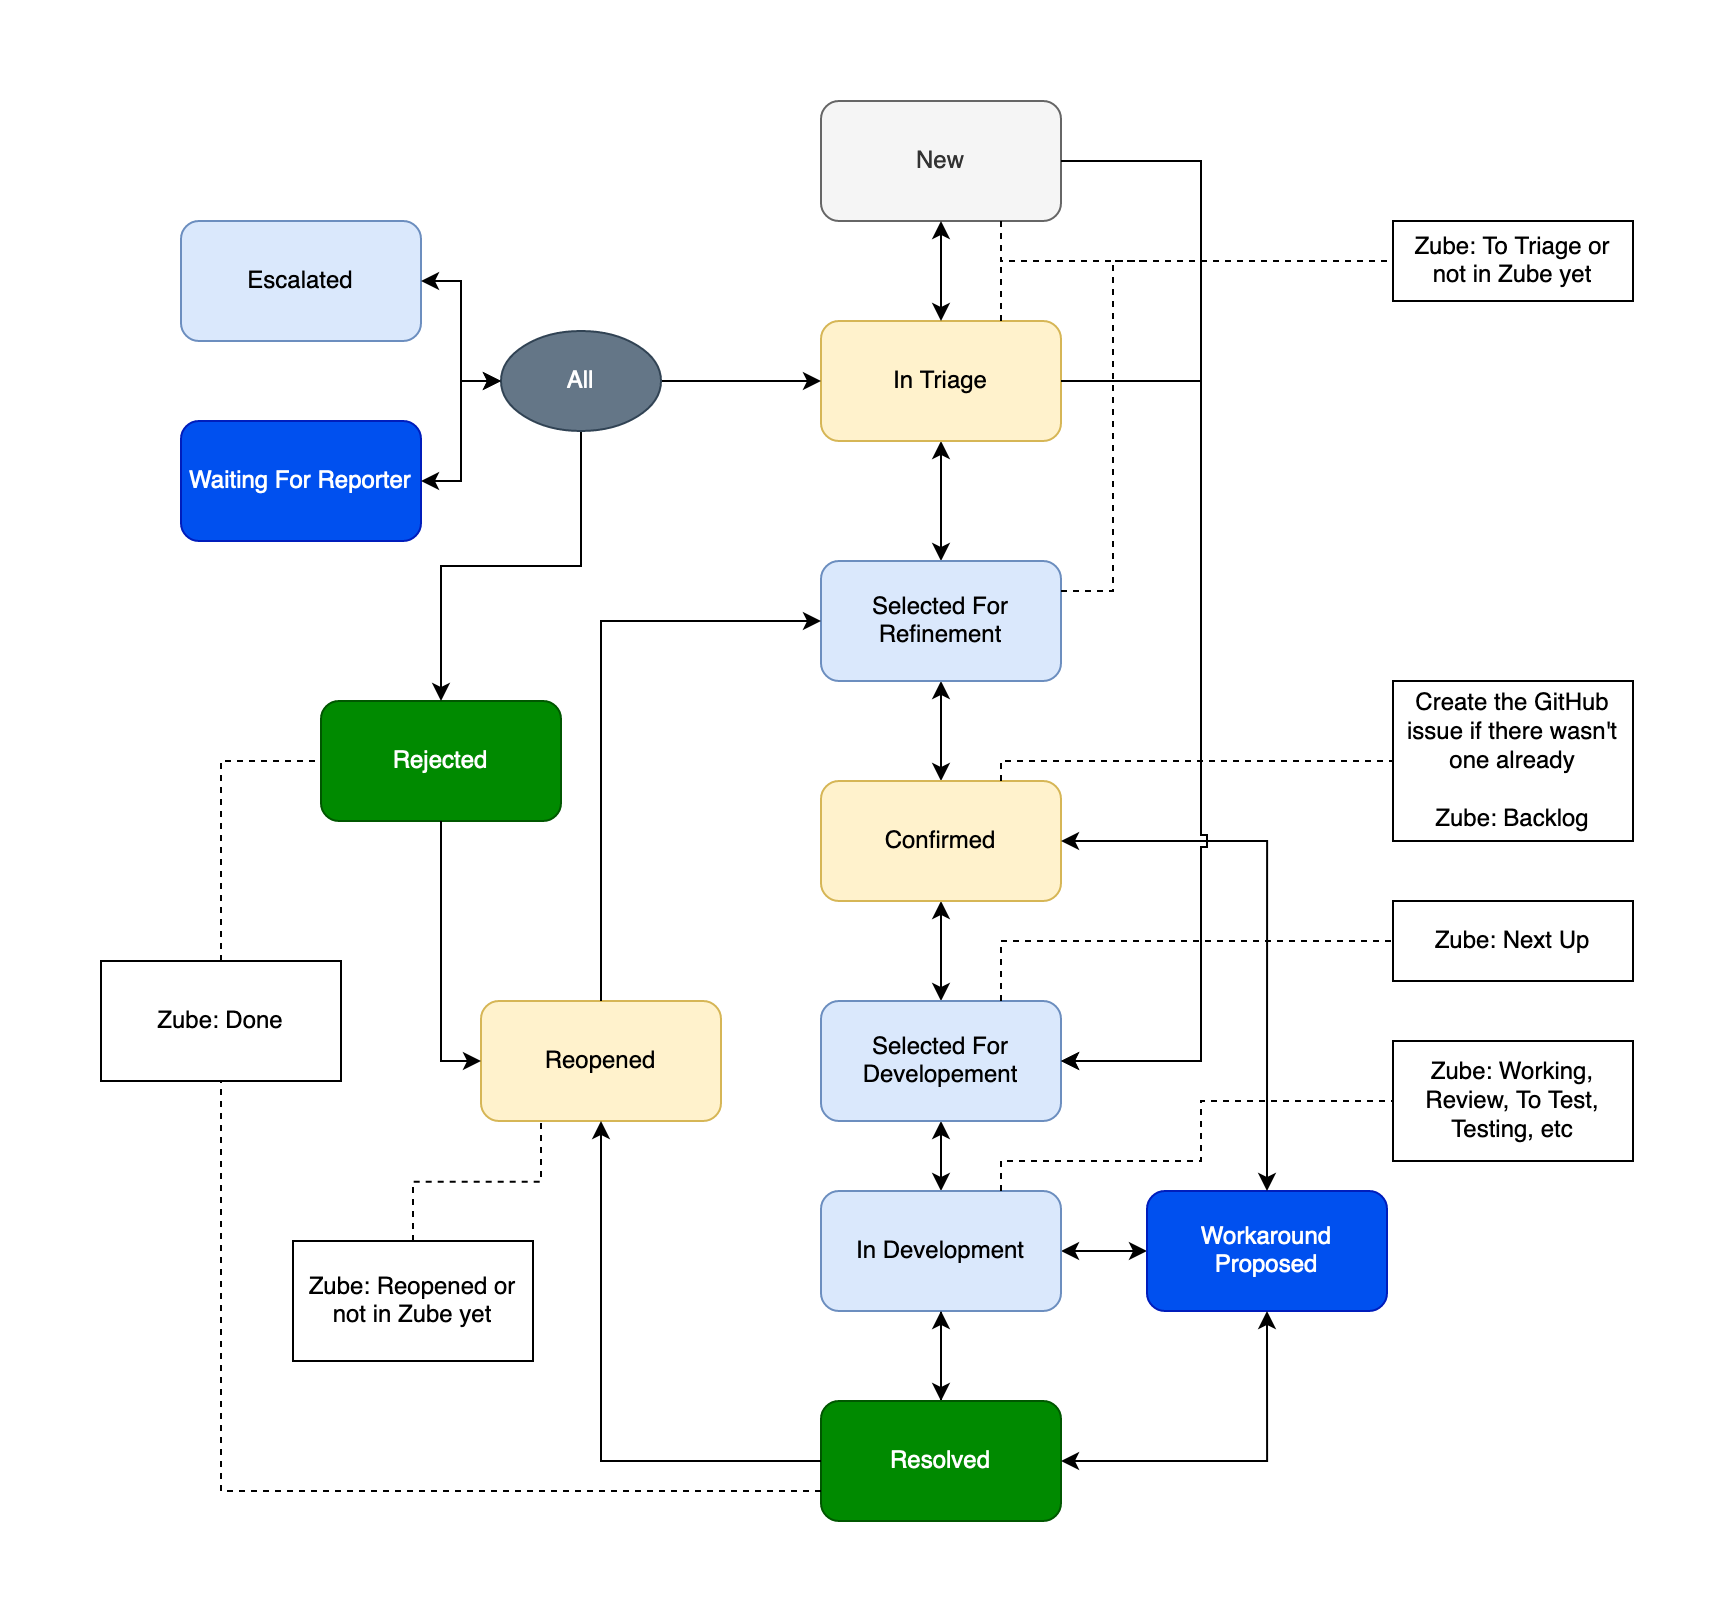 New
Escalated
Zube: To Triage or
not in Zube yet
All
In Triage
Waiting For Reporter
Selected For
Refinement
Rejected
Create the GitHub
issue if there wasn't
one already
Zube: Backlog
Confirmed
Zube: Next Up
Zube: Done
Reopened
Selected For
Developement
Zube: Working,
Review, To Test,
Testing, etc
Zube: Reopened or
not in Zube yet
In Development
Workaround
Proposed
Resolved